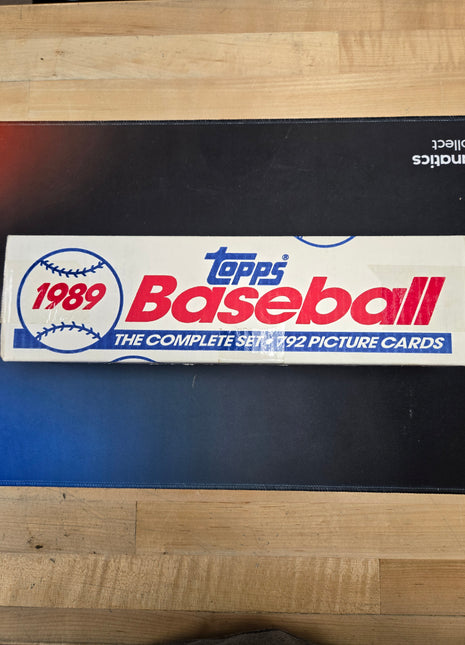 topps®
1989
Baseball
THE COMPLETE SET • 792 PICTURE CARDS